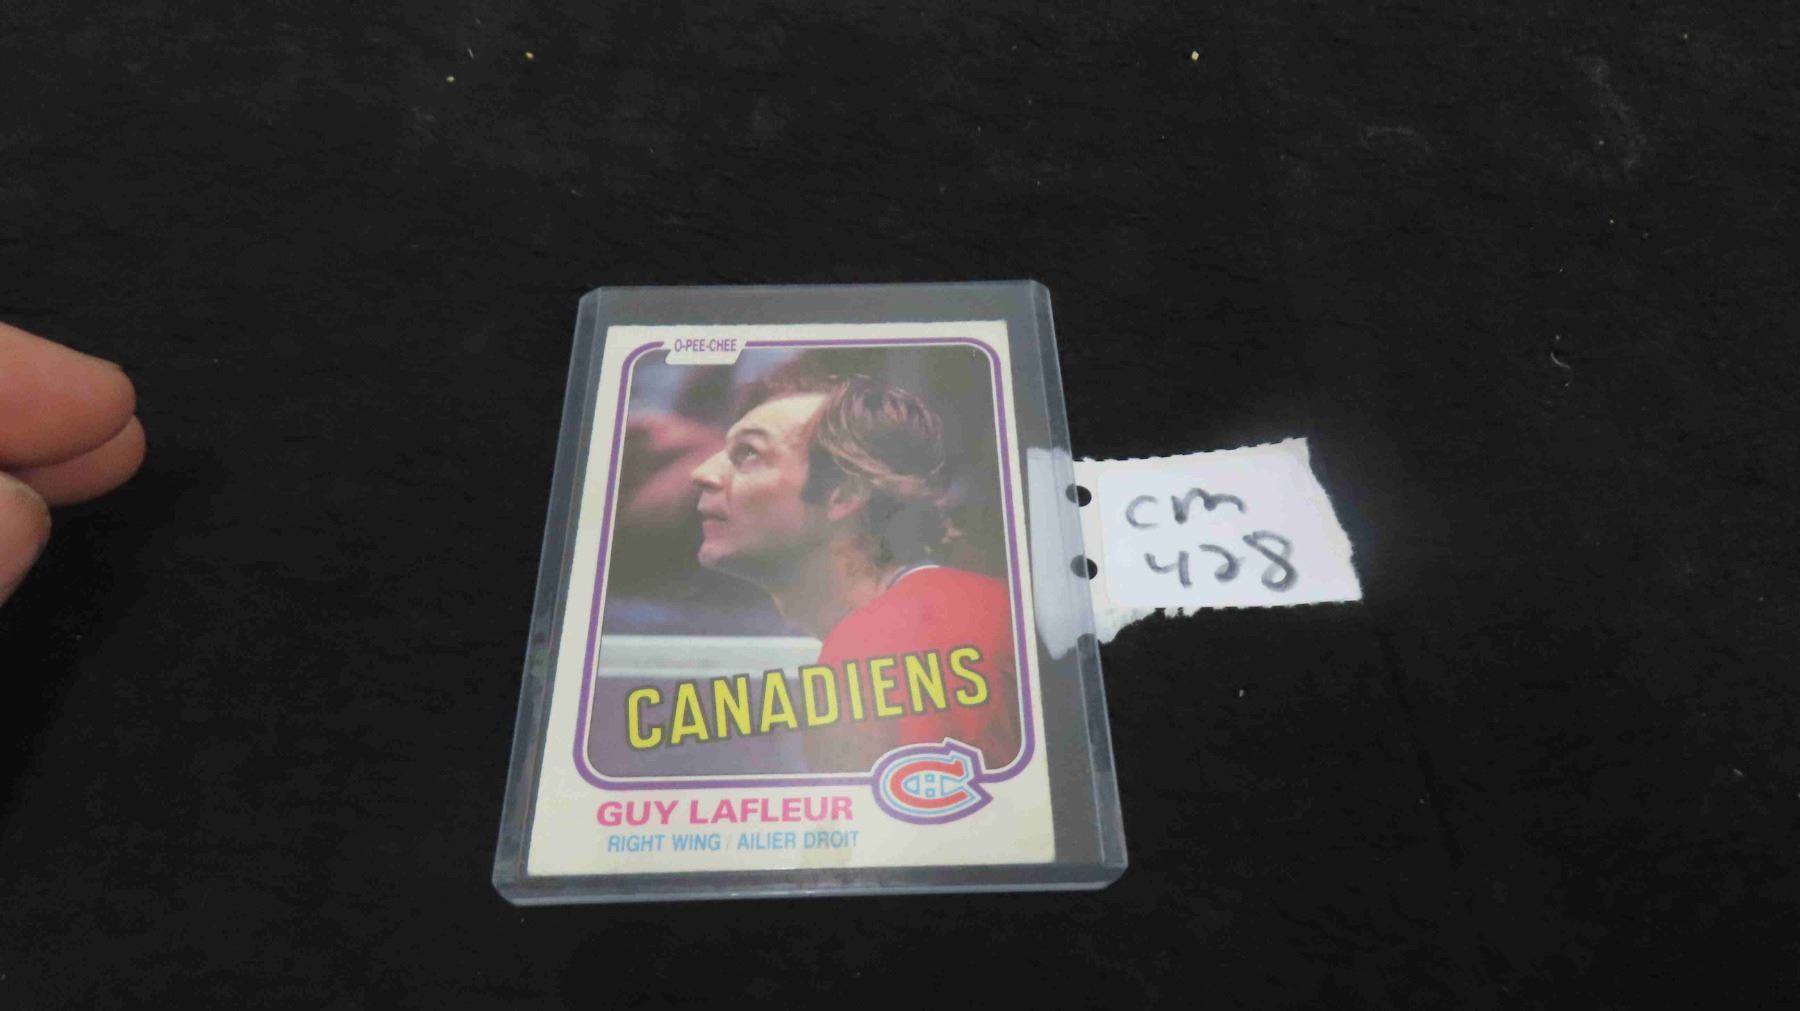 O-PEE-CHEE
CANADIENS
GUY LAFLEUR
RIGHT WING / AILIER DROIT
cm
428